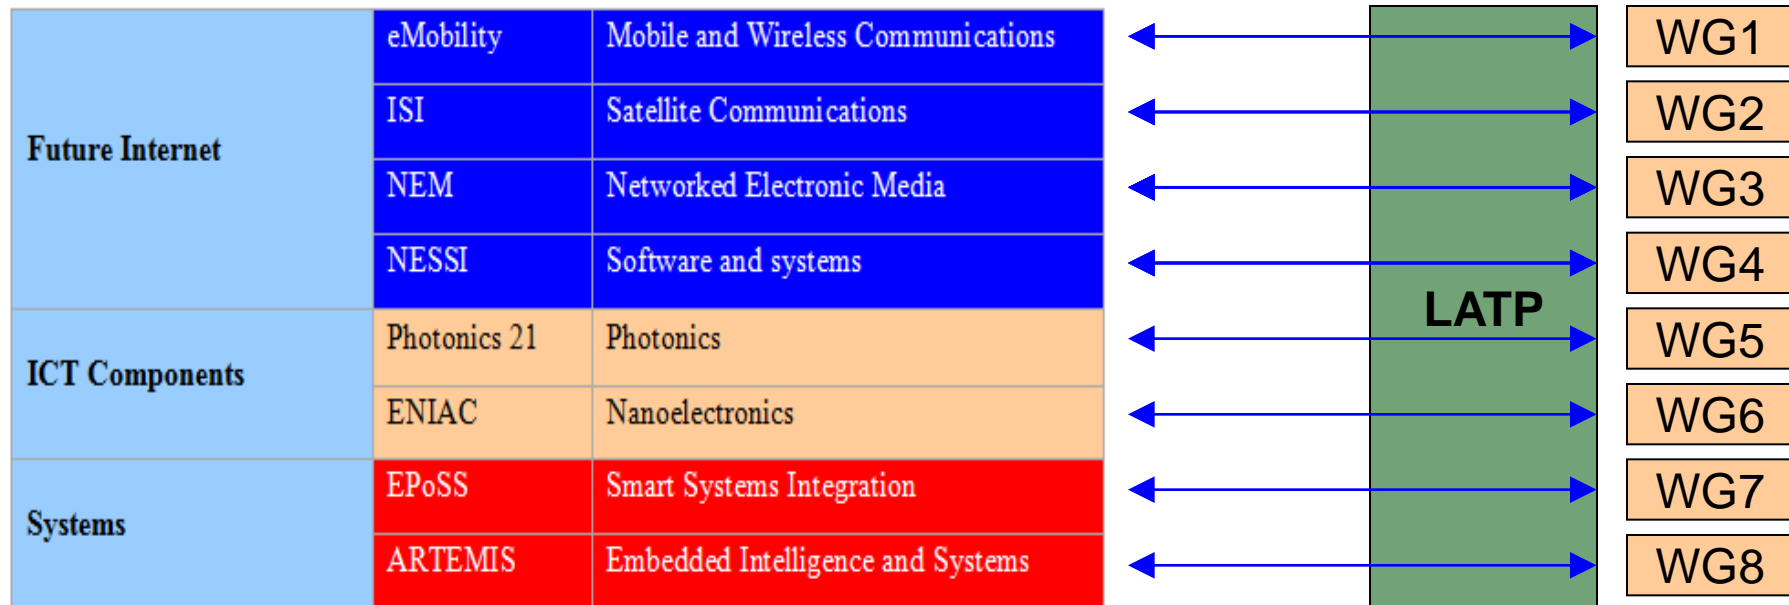 eMobility Mobile and Wireless Communications WG1
ISI Satellite Communications WG2
Future Internet
NEM Networked Electronic Media WG3
NESSI Software and systems WG4
LATP
Photonics 21 Photonics WG5
ICT Components
ENIAC Nanoelectronics WG6
EPoSS Smart Systems Integration WG7
Systems
ARTEMIS Embedded Intelligence and Systems WG8